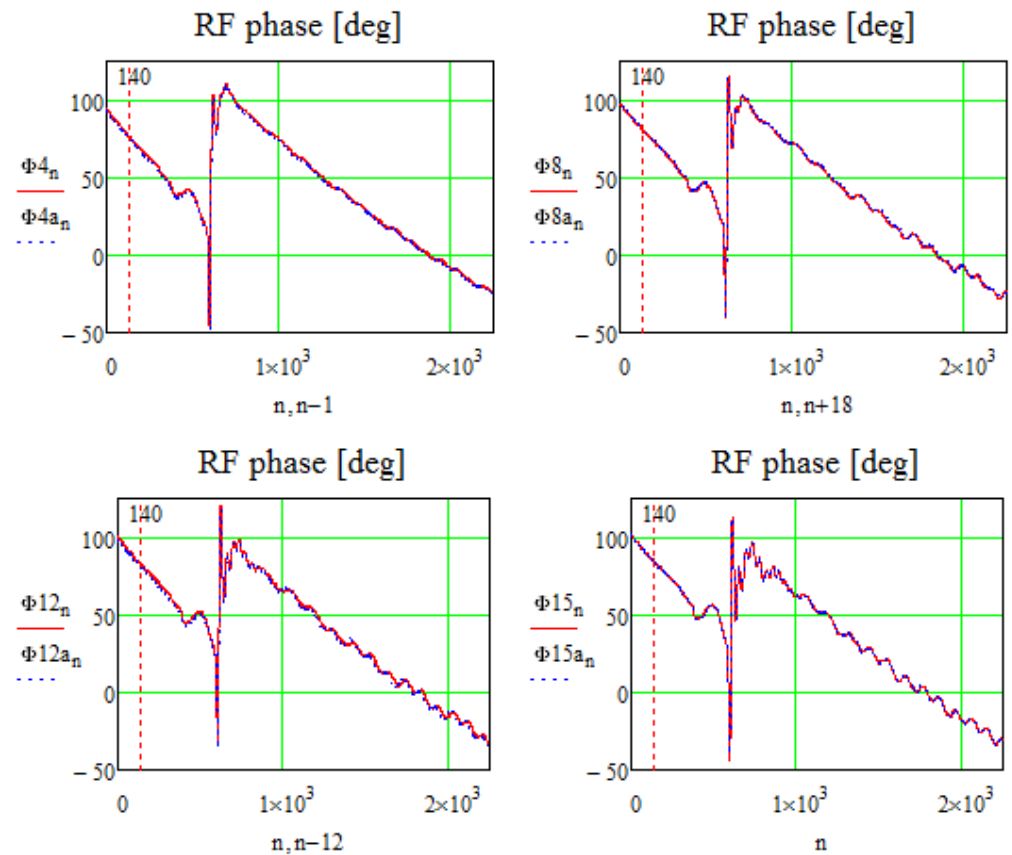 RF phase [deg]
140
100
50
0
−50
Φ4ₙ
Φ4aₙ
0
1×10³
2×10³
n,n−1
RF phase [deg]
140
100
50
0
−50
Φ8ₙ
Φ8aₙ
0
1×10³
2×10³
n,n+18
RF phase [deg]
140
100
50
0
−50
Φ12ₙ
Φ12aₙ
0
1×10³
2×10³
n,n−12
RF phase [deg]
140
100
50
0
−50
Φ15ₙ
Φ15aₙ
0
1×10³
2×10³
n